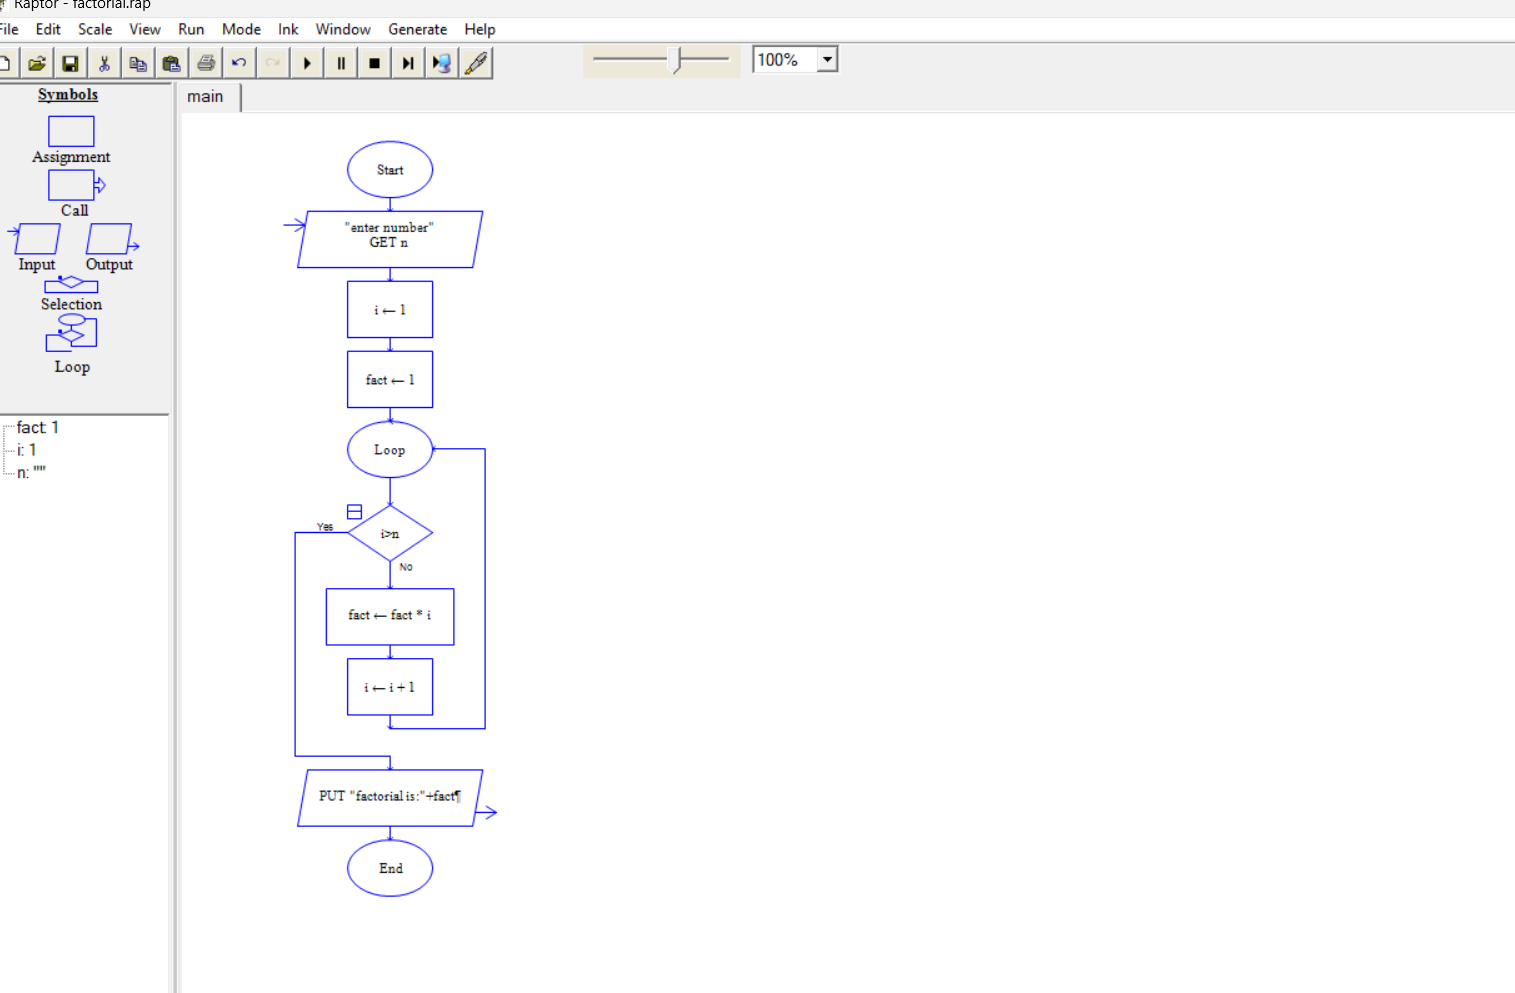 Raptor - factorial.rap
File Edit Scale View Run Mode Ink Window Generate Help
100%
Symbols
Assignment
Call
Input Output
Selection
Loop
fact: 1
i: 1
n: ""
main
Start
"enter number"
GET n
i ← 1
fact ← 1
Loop
i>n
Yes
No
fact ← fact * i
i ← i + 1
PUT "factorial is:"+fact¶
End